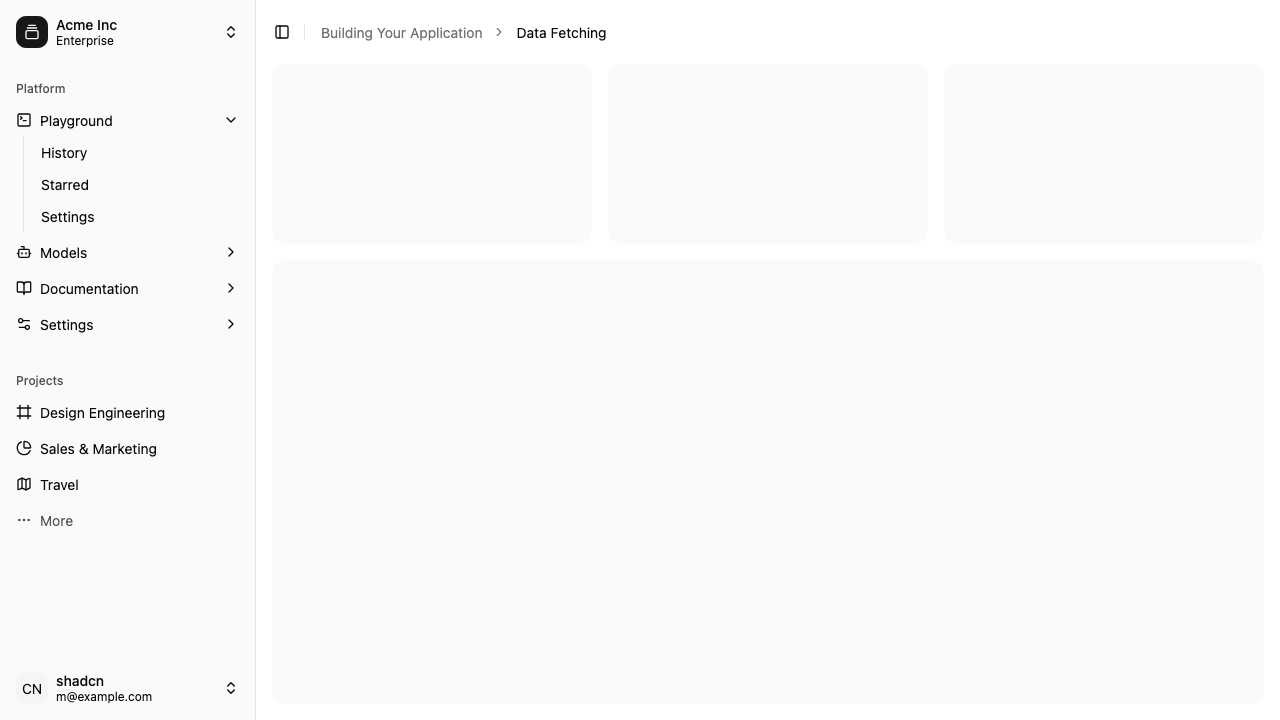 Acme Inc
Enterprise
Platform
Playground
History
Starred
Settings
Models
Documentation
Settings
Projects
Design Engineering
Sales & Marketing
Travel
More
CN
shadcn
m@example.com
Building Your Application
Data Fetching